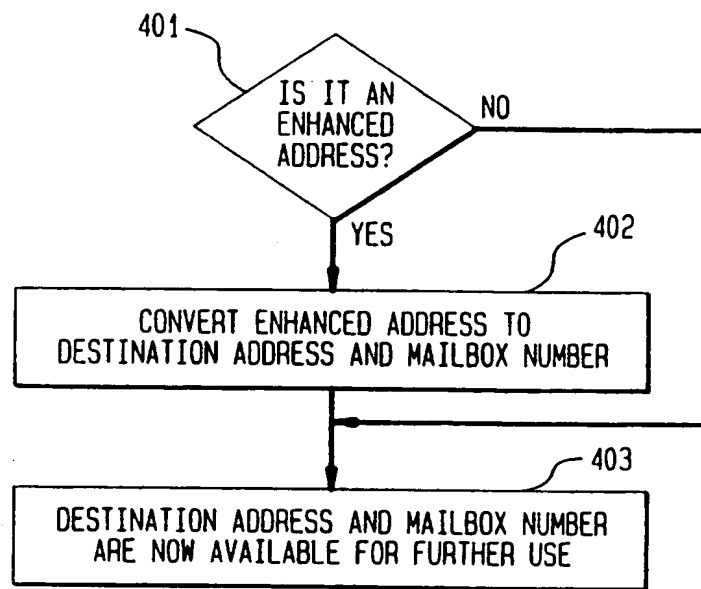 401
IS IT AN
ENHANCED
ADDRESS?
NO
YES
402
CONVERT ENHANCED ADDRESS TO
DESTINATION ADDRESS AND MAILBOX NUMBER
403
DESTINATION ADDRESS AND MAILBOX NUMBER
ARE NOW AVAILABLE FOR FURTHER USE